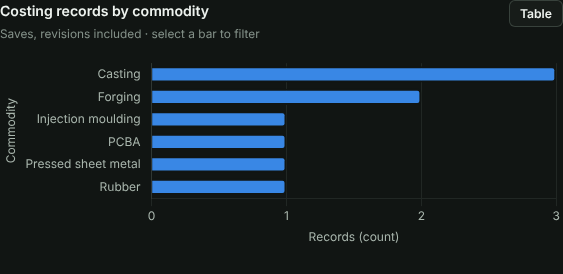 Costing records by commodity
Table
Saves, revisions included · select a bar to filter
Commodity
Casting
Forging
Injection moulding
PCBA
Pressed sheet metal
Rubber
0 1 2 3
Records (count)